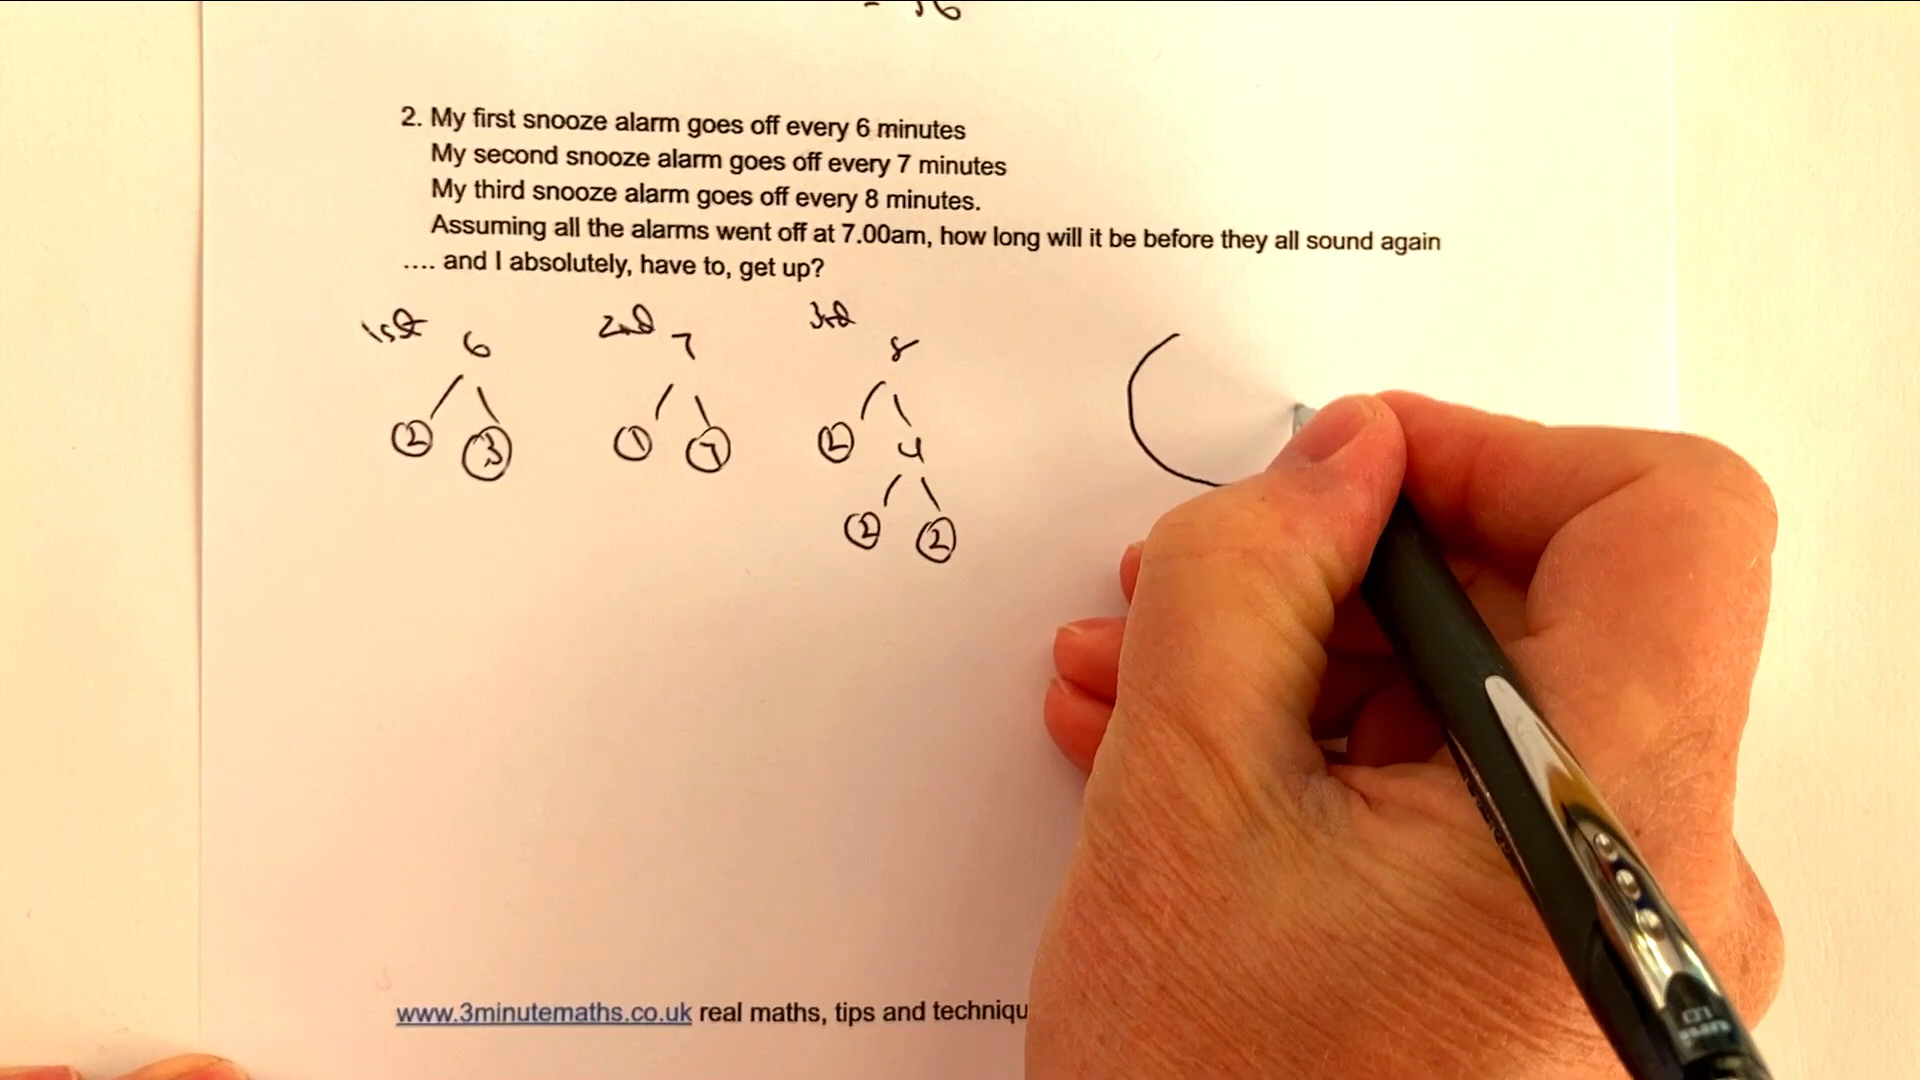 = 56
2. My first snooze alarm goes off every 6 minutes
My second snooze alarm goes off every 7 minutes
My third snooze alarm goes off every 8 minutes.
Assuming all the alarms went off at 7.00am, how long will it be before they all sound again
.... and I absolutely, have to, get up?
1st 6 2nd 7 3rd 8
2 3 1 7 2 4
2 2
www.3minutemaths.co.uk real maths, tips and techniqu